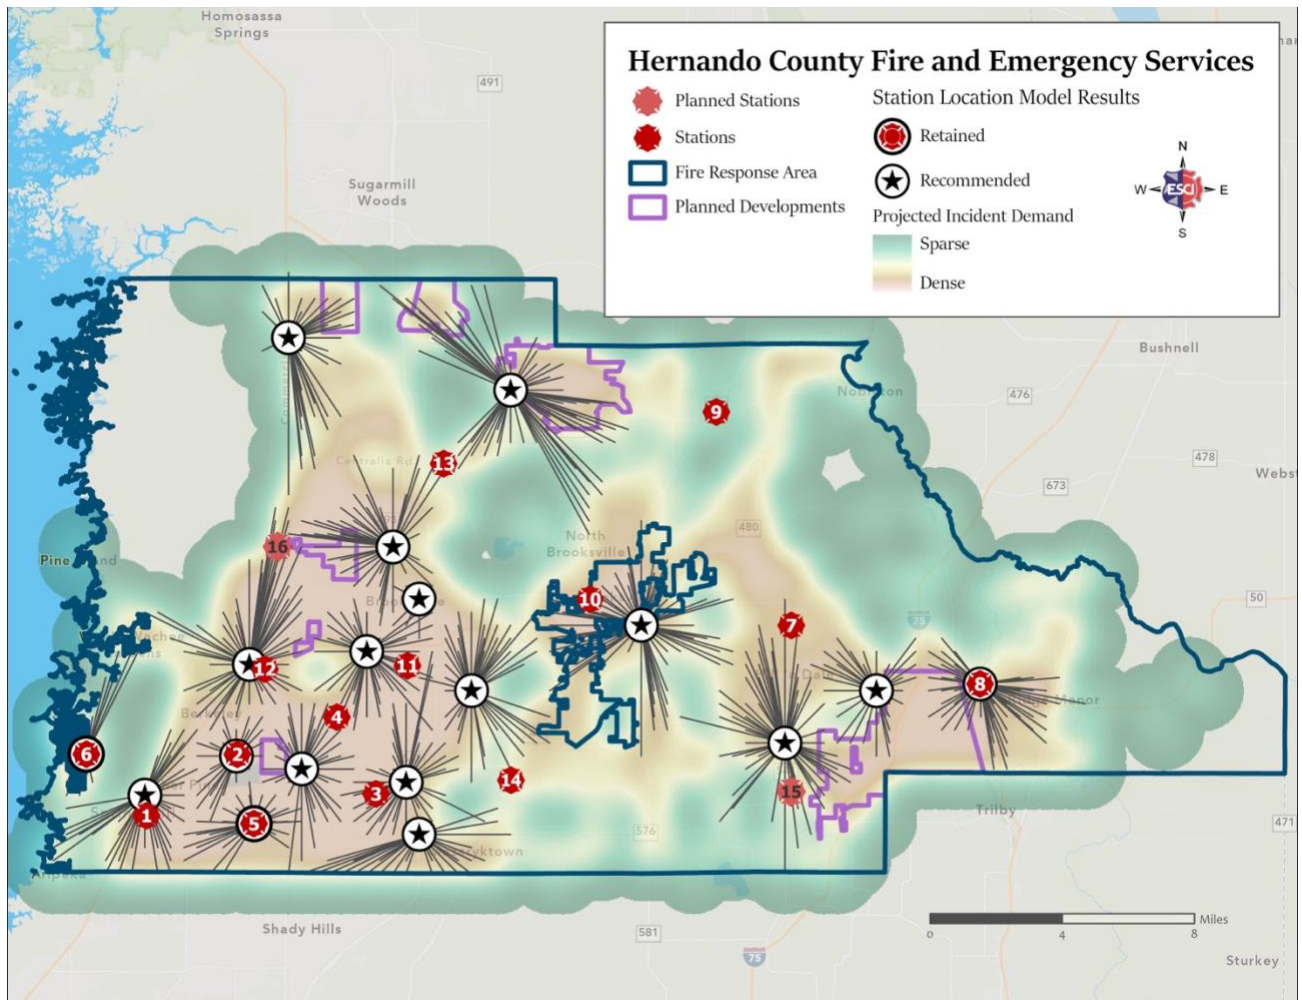 Homosassa
Springs
491
Sugarmill
Woods
Hernando County Fire and Emergency Services
Planned Stations
Stations
Fire Response Area
Planned Developments
Station Location Model Results
Retained
Recommended
Projected Incident Demand
Sparse
Dense
N
W
ESCI
E
S
Bushnell
476
9
478
13
Centralia Rd
673
480
North
Brooksville
16
Pine
50
10
7
75
12
11
8
Manor
4
6
2
14
3
15
1
5
Trilby
576
471
Shady Hills
581
Miles
0
4
8
75
Sturkey